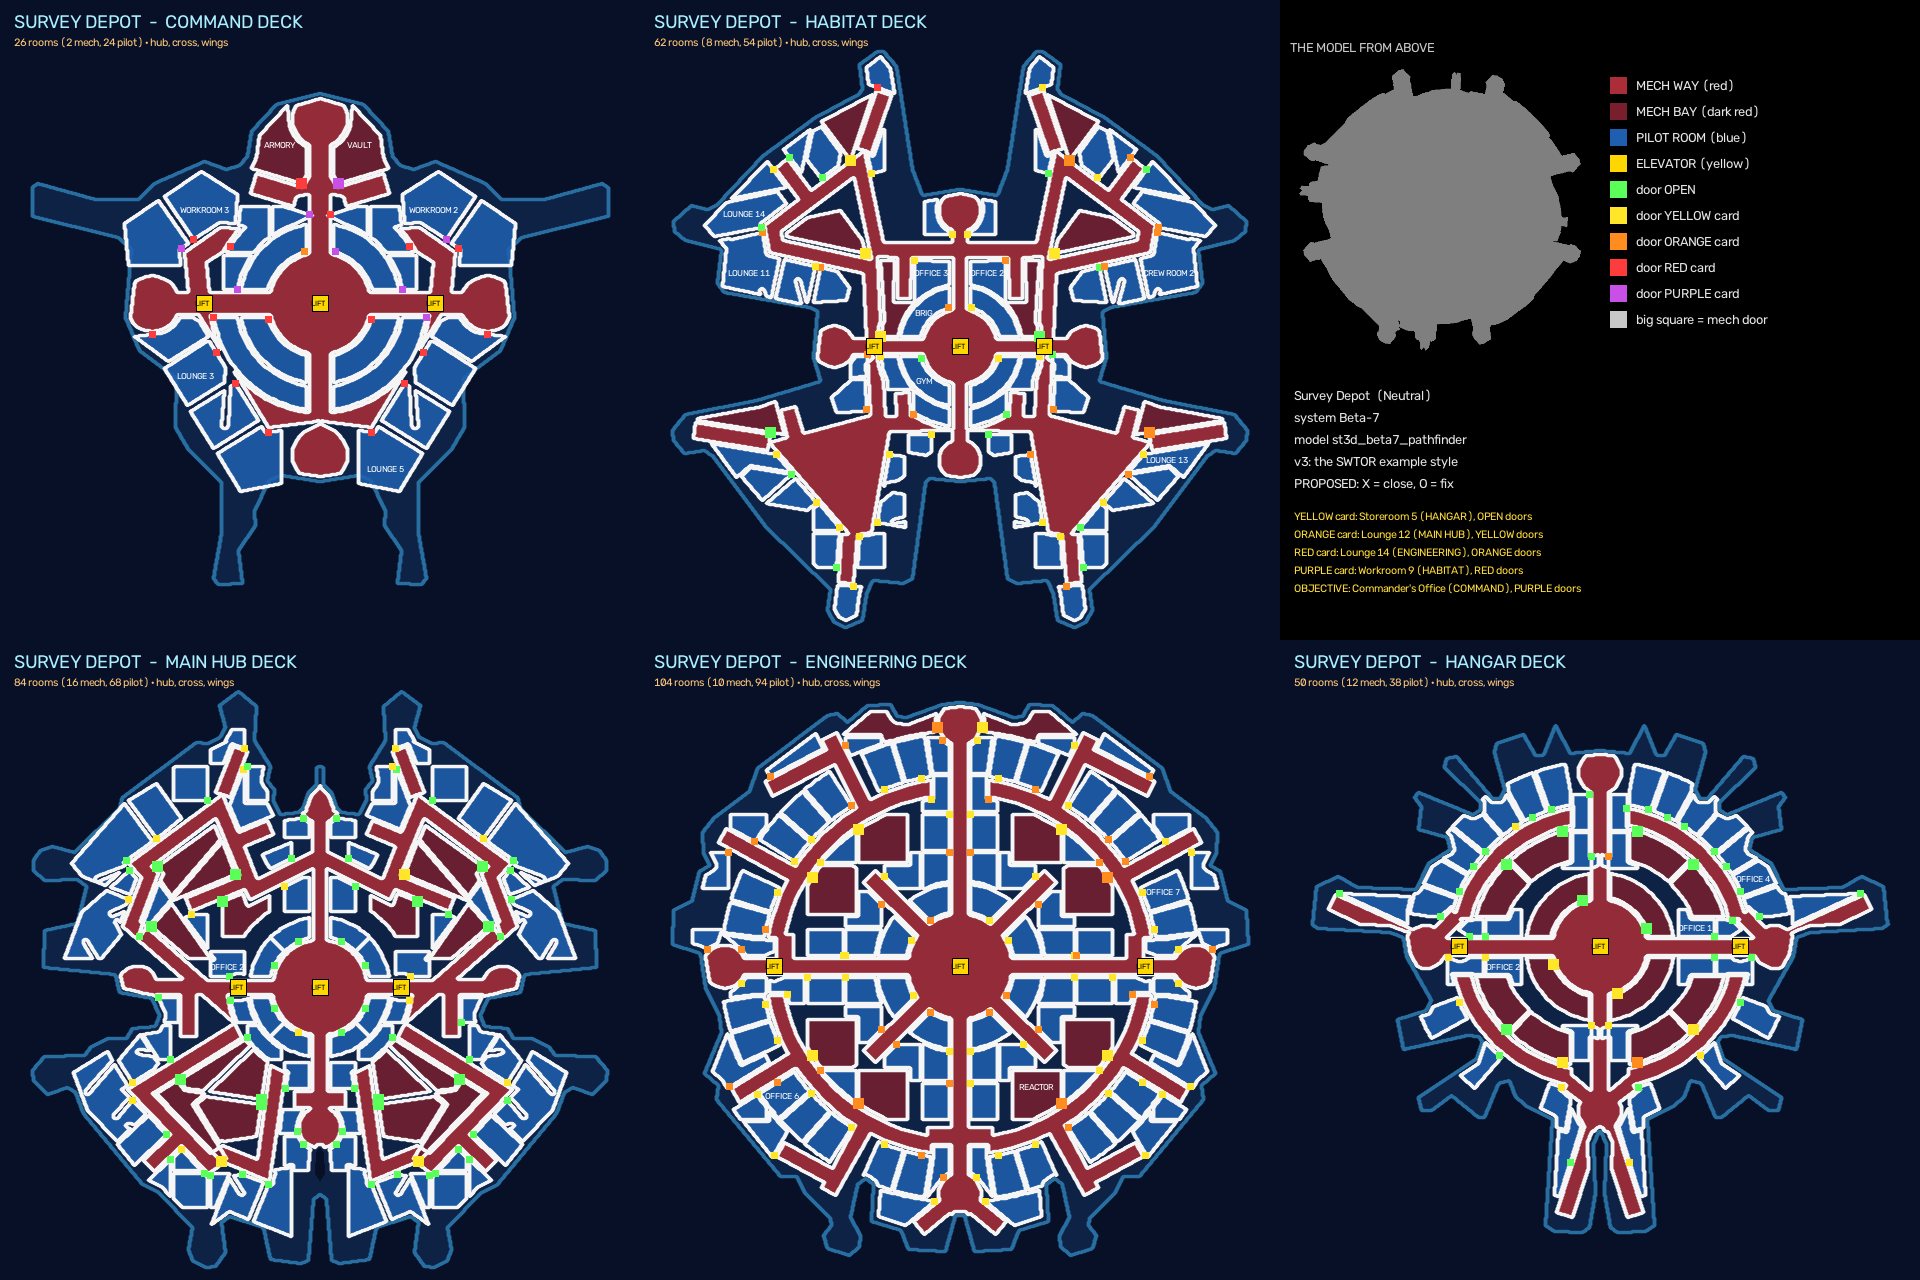 SURVEY DEPOT - COMMAND DECK
26 rooms (2 mech, 24 pilot) • hub, cross, wings
ARMORY
VAULT
WORKROOM 3
WORKROOM 2
LIFT
LIFT
LIFT
LOUNGE 3
LOUNGE 5
SURVEY DEPOT - HABITAT DECK
62 rooms (8 mech, 54 pilot) • hub, cross, wings
LOUNGE 14
LOUNGE 11
OFFICE 3
OFFICE 2
CREW ROOM 2
BRIG
LIFT
LIFT
LIFT
GYM
LOUNGE 13
THE MODEL FROM ABOVE
MECH WAY (red)
MECH BAY (dark red)
PILOT ROOM (blue)
ELEVATOR (yellow)
door OPEN
door YELLOW card
door ORANGE card
door RED card
door PURPLE card
big square = mech door
Survey Depot (Neutral)
system Beta-7
model st3d_beta7_pathfinder
v3: the SWTOR example style
PROPOSED: X = close, O = fix
YELLOW card: Storeroom 5 (HANGAR), OPEN doors
ORANGE card: Lounge 12 (MAIN HUB), YELLOW doors
RED card: Lounge 14 (ENGINEERING), ORANGE doors
PURPLE card: Workroom 9 (HABITAT), RED doors
OBJECTIVE: Commander's Office (COMMAND), PURPLE doors
SURVEY DEPOT - MAIN HUB DECK
84 rooms (16 mech, 68 pilot) • hub, cross, wings
OFFICE 2
LIFT
LIFT
LIFT
SURVEY DEPOT - ENGINEERING DECK
104 rooms (10 mech, 94 pilot) • hub, cross, wings
OFFICE 7
LIFT
LIFT
LIFT
REACTOR
OFFICE 6
SURVEY DEPOT - HANGAR DECK
50 rooms (12 mech, 38 pilot) • hub, cross, wings
OFFICE 4
OFFICE 1
LIFT
LIFT
LIFT
OFFICE 2